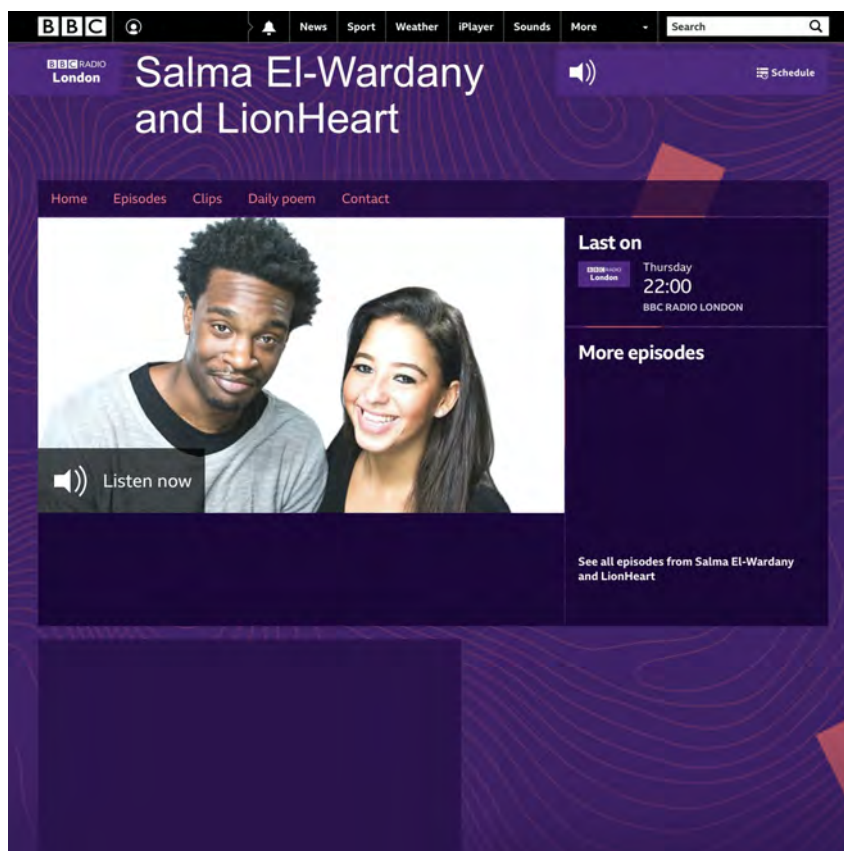 BBC
News
Sport
Weather
iPlayer
Sounds
More
Search
BBC RADIO
London
Salma El-Wardany
and LionHeart
Schedule
Home
Episodes
Clips
Daily poem
Contact
Listen now
Last on
BBC RADIO
London
Thursday
22:00
BBC RADIO LONDON
More episodes
See all episodes from Salma El-Wardany
and LionHeart